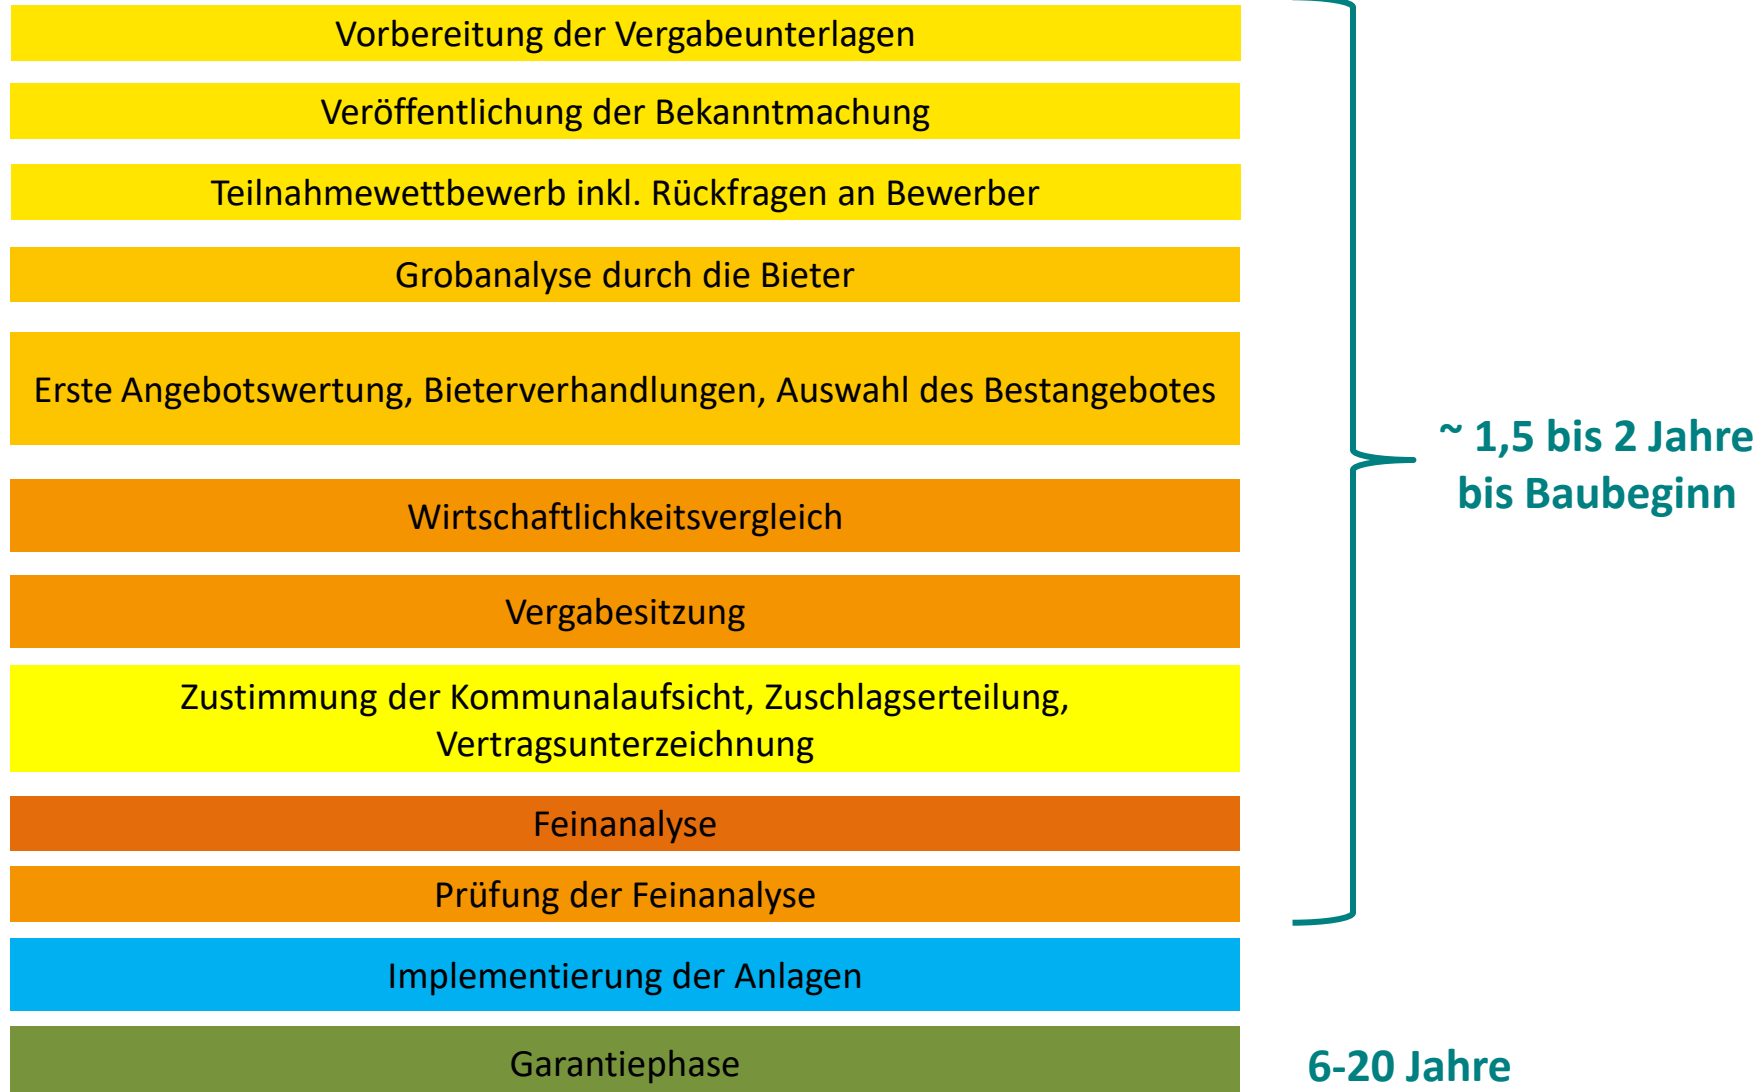 Vorbereitung der Vergabeunterlagen
Veröffentlichung der Bekanntmachung
Teilnahmewettbewerb inkl. Rückfragen an Bewerber
Grobanalyse durch die Bieter
Erste Angebotswertung, Bieterverhandlungen, Auswahl des Bestangebotes
~ 1,5 bis 2 Jahre
bis Baubeginn
Wirtschaftlichkeitsvergleich
Vergabesitzung
Zustimmung der Kommunalaufsicht, Zuschlagserteilung,
Vertragsunterzeichnung
Feinanalyse
Prüfung der Feinanalyse
Implementierung der Anlagen
Garantiephase
6-20 Jahre